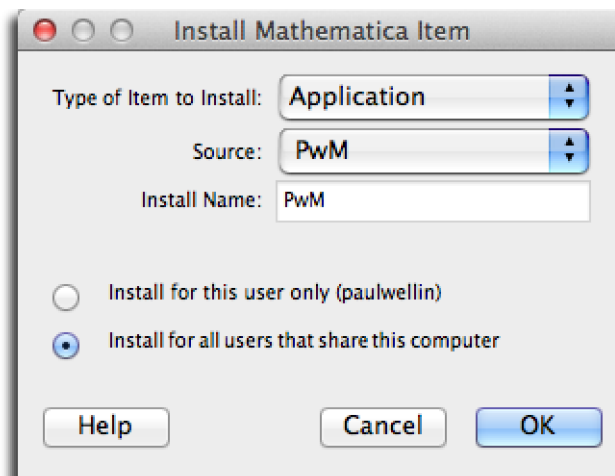 Install Mathematica Item
Type of Item to Install: Application
Source: PwM
Install Name: PwM
Install for this user only (paulwellin)
Install for all users that share this computer
Help Cancel OK